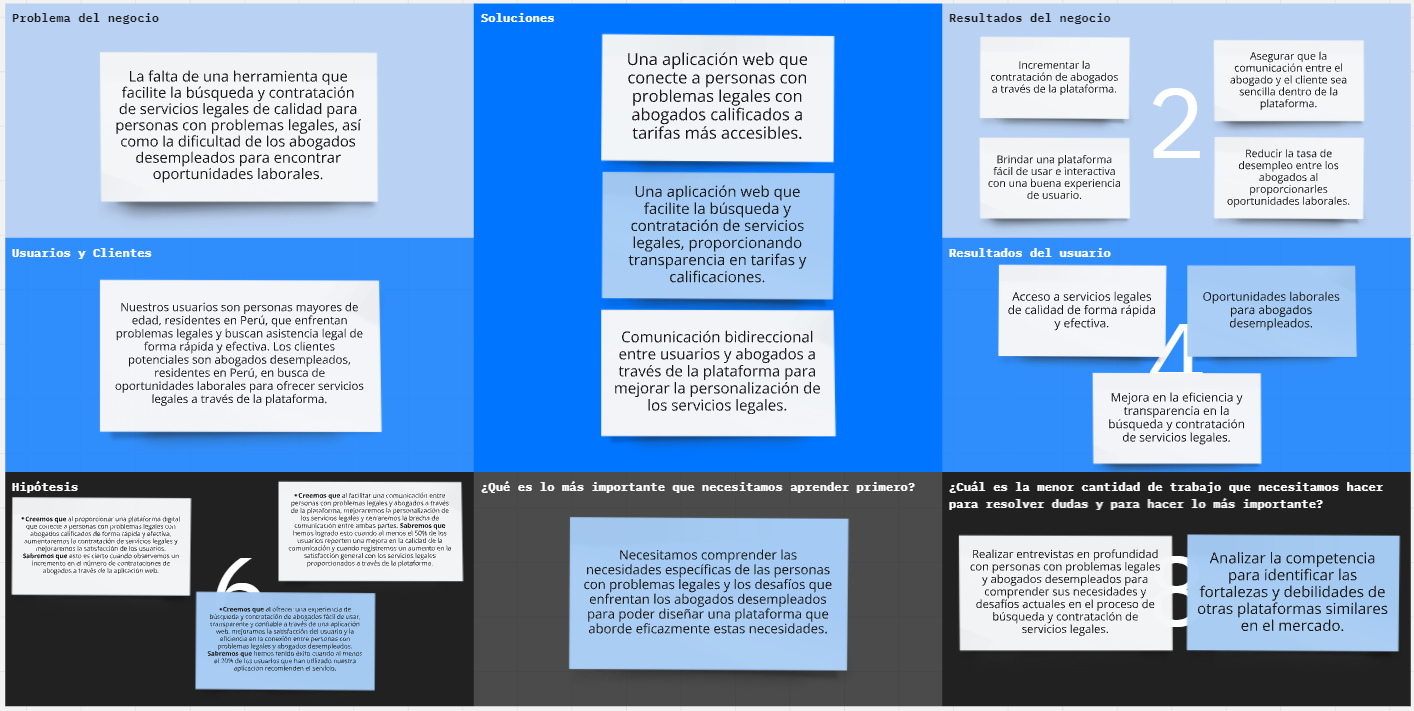 Problema del negocio
La falta de una herramienta que
facilite la búsqueda y contratación
de servicios legales de calidad para
personas con problemas legales, así
como la dificultad de los abogados
desempleados para encontrar
oportunidades laborales.
Soluciones
Una aplicación web que
conecte a personas con
problemas legales con
abogados calificados a
tarifas más accesibles.
Una aplicación web que
facilite la búsqueda y
contratación de servicios
legales, proporcionando
transparencia en tarifas y
calificaciones.
Comunicación bidireccional
entre usuarios y abogados a
través de la plataforma para
mejorar la personalización de
los servicios legales.
Resultados del negocio
Incrementar la
contratación de abogados
a través de la plataforma.
Asegurar que la
comunicación entre el
abogado y el cliente sea
sencilla dentro de la
plataforma.
2
Brindar una plataforma
fácil de usar e interactiva
con una buena experiencia
de usuario.
Reducir la tasa de
desempleo entre los
abogados al
proporcionarles
oportunidades laborales.
Usuarios y Clientes
Nuestros usuarios son personas mayores de
edad, residentes en Perú, que enfrentan
problemas legales y buscan asistencia legal de
forma rápida y efectiva. Los clientes
potenciales son abogados desempleados,
residentes en Perú, en busca de
oportunidades laborales para ofrecer servicios
legales a través de la plataforma.
Resultados del usuario
Acceso a servicios legales
de calidad de forma rápida
y efectiva.
Oportunidades laborales
para abogados
desempleados.
4
Mejora en la eficiencia y
transparencia en la
búsqueda y contratación
de servicios legales.
Hipótesis
•Creemos que al proporcionar una plataforma digital
que conecte a personas con problemas legales con
abogados calificados de forma rápida y efectiva,
aumentaremos la contratación de servicios legales y
mejoraremos la satisfacción de los usuarios.
Sabremos que esto es cierto cuando observemos un
incremento en el número de contrataciones de
abogados a través de la aplicación web.
•Creemos que al facilitar una comunicación entre
personas con problemas legales y abogados a través
de la plataforma, mejoraremos la personalización de
los servicios legales y cerraremos la brecha de
comunicación entre ambas partes. Sabremos que
hemos logrado esto cuando al menos el 50% de los
usuarios reporten una mejora en la calidad de la
comunicación y cuando registremos un aumento en la
satisfacción general con los servicios legales
proporcionados a través de la plataforma.
6
•Creemos que al ofrecer una experiencia de
búsqueda y contratación de abogados fácil de usar,
transparente y confiable a través de una aplicación
web, mejoramos la satisfacción del usuario y la
eficiencia en la conexión entre personas con
problemas legales y abogados desempleados.
Sabremos que hemos tenido éxito cuando al menos
el 70% de los usuarios que han utilizado nuestra
aplicación recomienden el servicio.
¿Qué es lo más importante que necesitamos aprender primero?
Necesitamos comprender las
necesidades específicas de las personas
con problemas legales y los desafíos que
enfrentan los abogados desempleados
para poder diseñar una plataforma que
aborde eficazmente estas necesidades.
¿Cuál es la menor cantidad de trabajo que necesitamos hacer
para resolver dudas y para hacer lo más importante?
Realizar entrevistas en profundidad
con personas con problemas legales
y abogados desempleados para
comprender sus necesidades y
desafíos actuales en el proceso de
búsqueda y contratación de
servicios legales.
8
Analizar la competencia
para identificar las
fortalezas y debilidades de
otras plataformas similares
en el mercado.